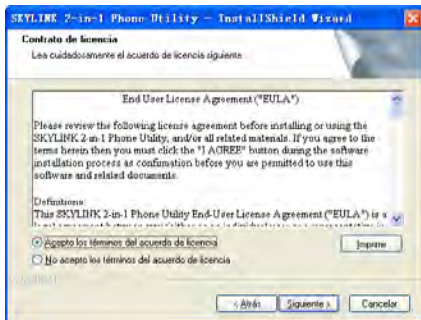 SKYLINK 2-in-1 Phone Utility - InstallShield Wizard
Contrato de licencia
Lea cuidadosamente el acuerdo de licencia siguiente.
End User License Agreement ("EULA")
Please review the following license agreement before installing or using the
SKYLINK 2-in-1 Phone Utility, and/or all related materials. If you agree to the
terms herein then you must click the "I AGREE" button during the software
installation process as confirmation before you are permitted to use this
software and related documents.
Definitions:
This SKYLINK 2-in-1 Phone Utility End-User License Agreement ("EULA") is a
Acepto los términos del acuerdo de licencia
Imprimir
No acepto los términos del acuerdo de licencia
< Atrás
Siguiente >
Cancelar